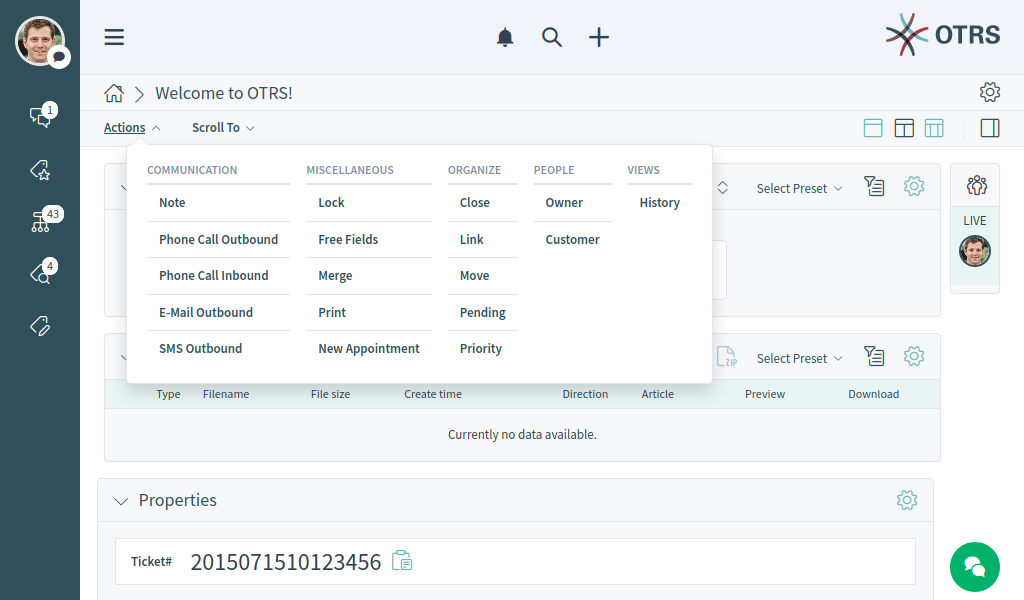 OTRS
Welcome to OTRS!
Actions Scroll To
1
43
4
COMMUNICATION MISCELLANEOUS ORGANIZE PEOPLE VIEWS
Note Lock Close Owner History
Phone Call Outbound Free Fields Link Customer
Phone Call Inbound Merge Move
E-Mail Outbound Print Pending
SMS Outbound New Appointment Priority
Select Preset
LIVE
ZIP Select Preset
Type Filename File size Create time Direction Article Preview Download
Currently no data available.
Properties
Ticket# 2015071510123456